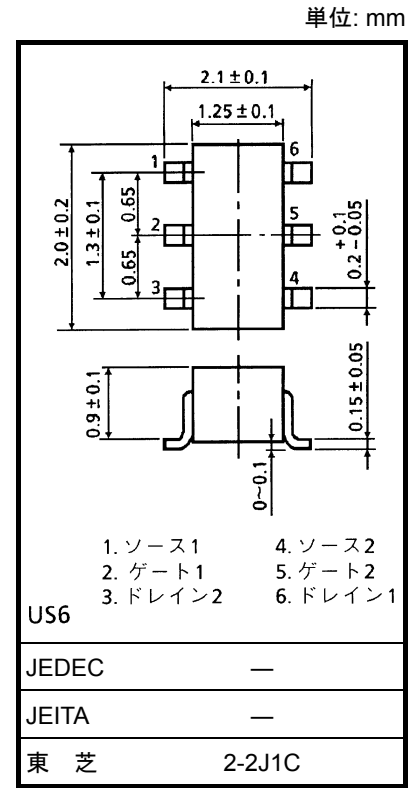 単位: mm
2.1±0.1
1.25±0.1
1
6
2.0±0.2
1.3±0.1
0.65
2
5
0.65
+0.1
0.2-0.05
3
4
0.9±0.1
0.15±0.05
0~0.1
1. ソース1 4. ソース2
2. ゲート1 5. ゲート2
3. ドレイン2 6. ドレイン1
US6
JEDEC ―
JEITA ―
東 芝 2-2J1C